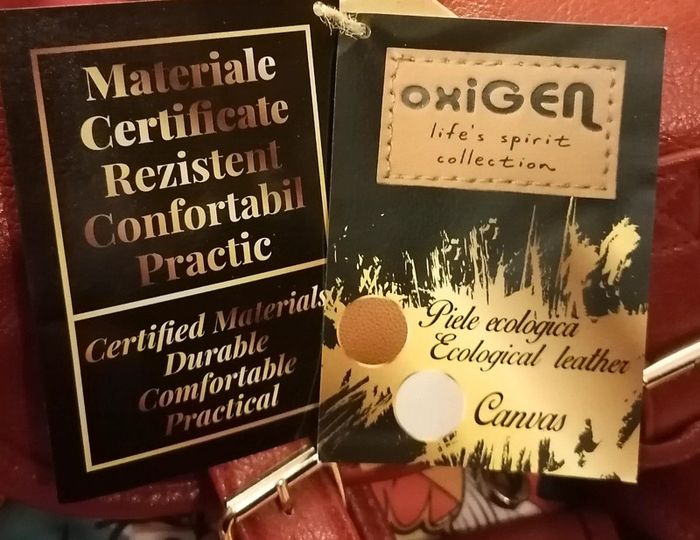 Materiale
Certificate
Rezistent
Confortabil
Practic
Certified Materials
Durable
Comfortable
Practical
oxiGEN
life's spirit
collection
Piele ecologica
Ecological leather
Canvas